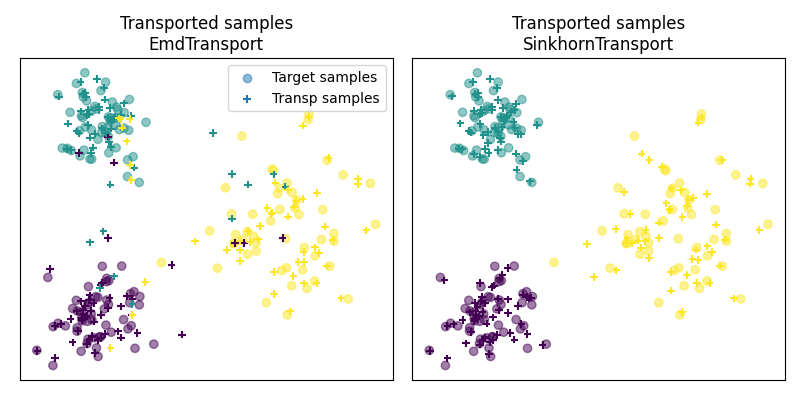 Transported samples
EmdTransport
Target samples
Transp samples
Transported samples
SinkhornTransport